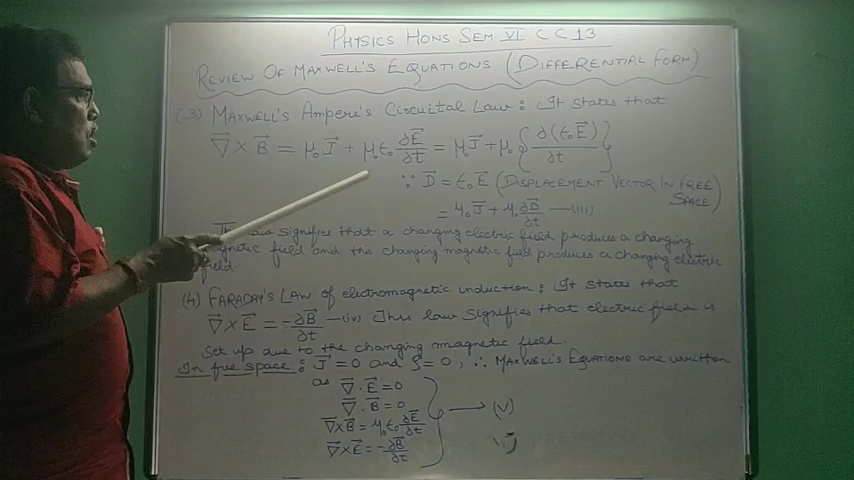 PHYSICS HONS SEM VI CC 13
REVIEW OF MAXWELL'S EQUATIONS (DIFFERENTIAL FORM)
(3) MAXWELL'S Ampere's Circuital Law : It states that
∇⃗ × B⃗ = μ₀J⃗ + μ₀ε₀ ∂E⃗/∂t = μ₀J⃗ + μ₀ { ∂(ε₀E⃗)/∂t }
∵ D⃗ = ε₀E⃗ (DISPLACEMENT VECTOR IN FREE SPACE)
= μ₀J⃗ + μ₀ ∂D⃗/∂t —(iii)
signifies that a changing electric field produces a changing
magnetic field and this changing magnetic field produces a changing electric
field.
(4) FARADAY'S LAW of electromagnetic induction : It states that
∇⃗ × E⃗ = -∂B⃗/∂t —(iv) This law signifies that electric field is
set up due to the changing magnetic field.
In free space : J⃗ = 0 and ρ = 0, ∴ MAXWELL'S EQUATIONS are written
as ∇⃗ . E⃗ = 0
∇⃗ . B⃗ = 0
∇⃗ × B⃗ = μ₀ε₀ ∂E⃗/∂t
∇⃗ × E⃗ = -∂B⃗/∂t
→ (V)